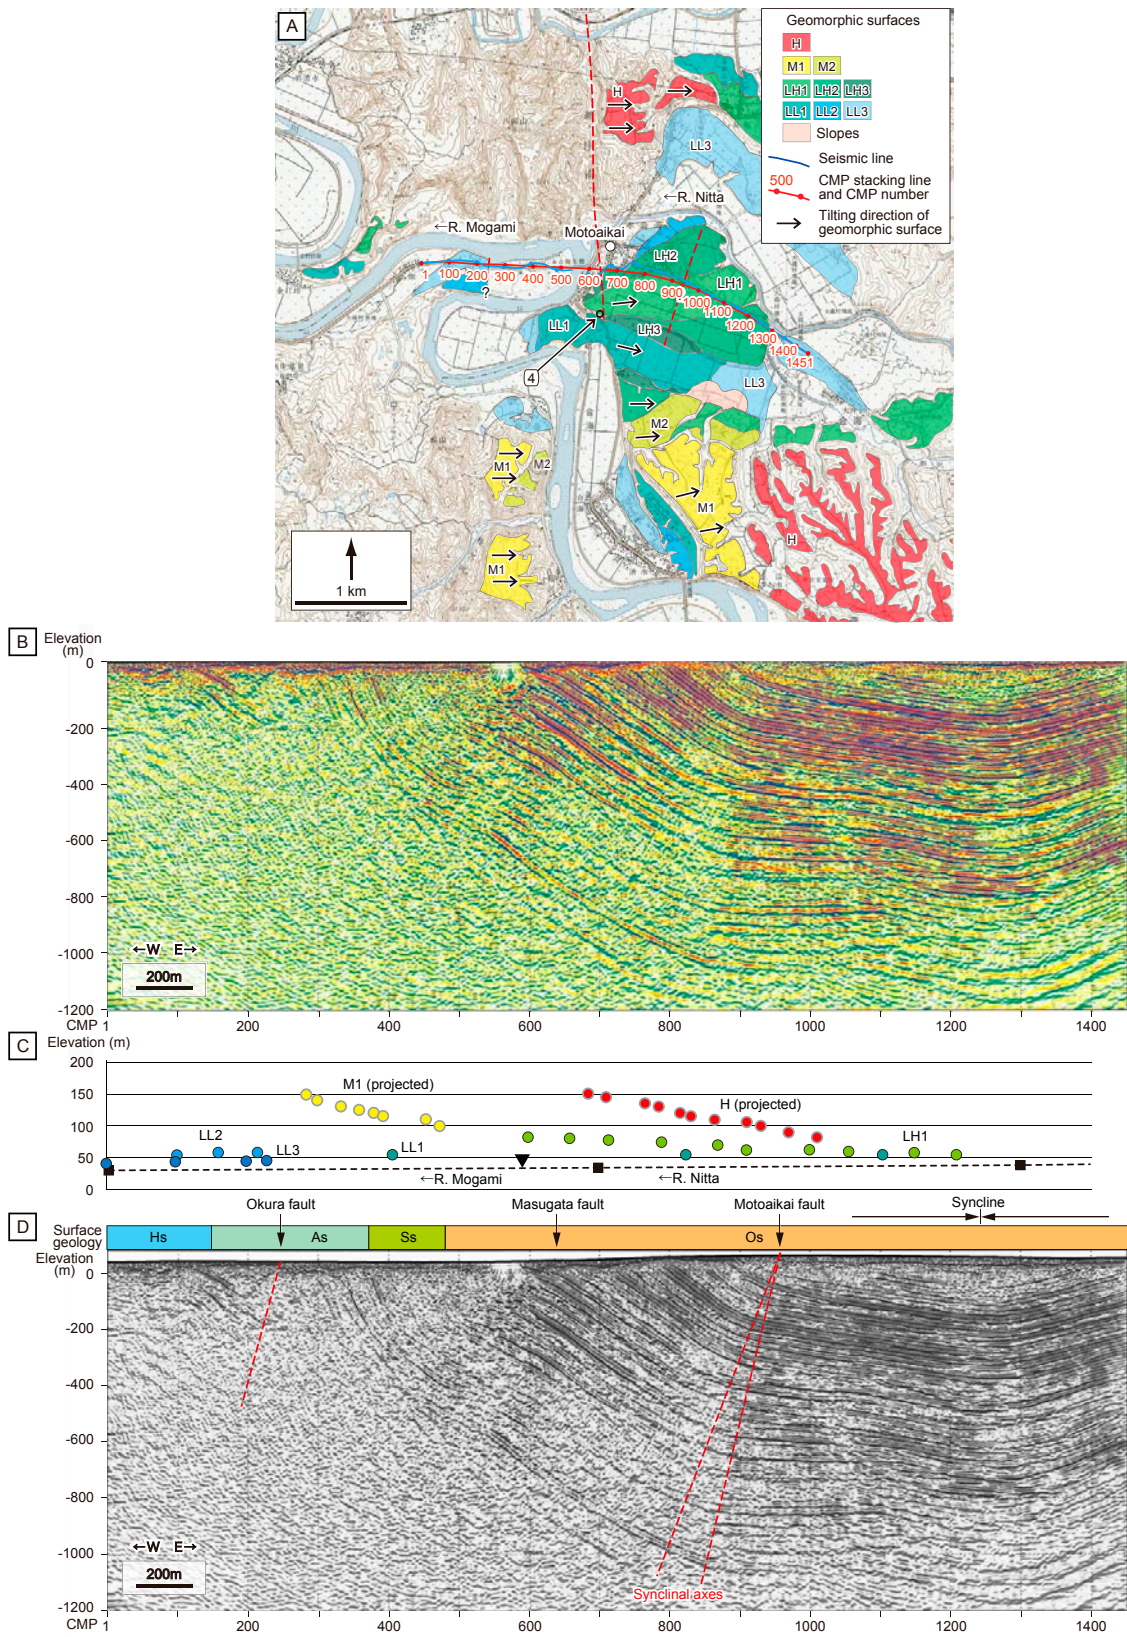 A
Geomorphic surfaces
H
M1 M2
LH1 LH2 LH3
LL1 LL2 LL3
Slopes
Seismic line
500 CMP stacking line
and CMP number
Tilting direction of
geomorphic surface
H
LL3
←R. Nitta
←R. Mogami
Motoaikai
LH2
LH1
1 100 200 300 400 500 600 700 800 900 1000 1100 1200 1300 1400 1451
?
LL1
LH3
4
LL3
M2
M1
M2
M1
H
M1
1 km
B
Elevation
(m)
0
-200
-400
-600
-800
-1000
-1200
←W E→
200m
CMP 1 200 400 600 800 1000 1200 1400
C
Elevation (m)
200
150
100
50
0
M1 (projected)
H (projected)
LL2
LL3
LL1
LH1
←R. Mogami
←R. Nitta
Okura fault
Masugata fault
Motoaikai fault
Syncline
D
Surface
geology
Hs As Ss Os
Elevation
(m)
0
-200
-400
-600
-800
-1000
-1200
←W E→
200m
Synclinal axes
CMP 1 200 400 600 800 1000 1200 1400